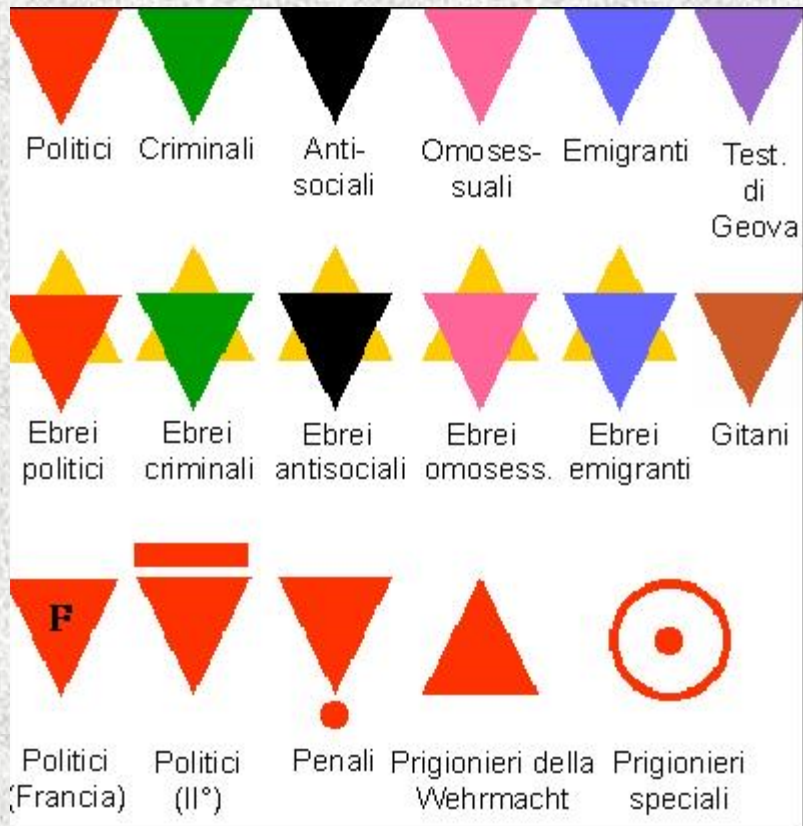 Politici Criminali Anti- Omoses- Emigranti Test.
sociali suali di
Geova
Ebrei Ebrei Ebrei Ebrei Ebrei Gitani
politici criminali antisociali omosess. emigranti
F
Politici Politici Penali Prigionieri della Prigionieri
(Francia) (II°) Wehrmacht speciali